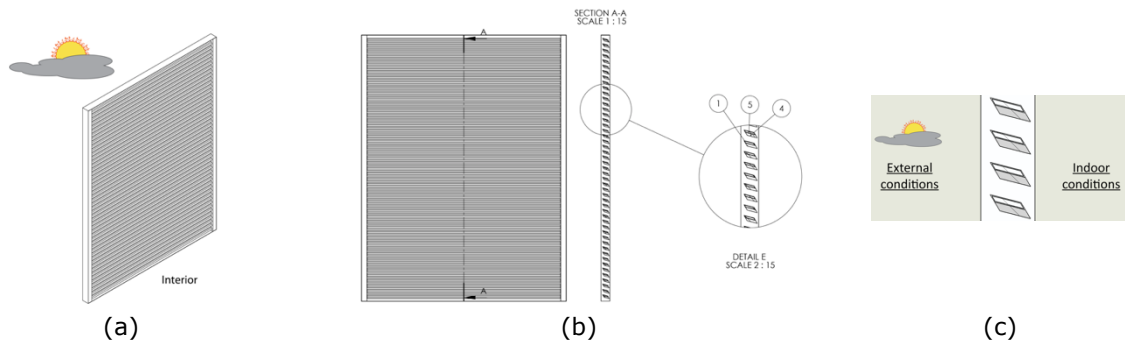 Interior
(a)
SECTION A-A
SCALE 1 : 15
A
A
1
5
4
DETAIL E
SCALE 2 : 15
(b)
External
conditions
Indoor
conditions
(c)